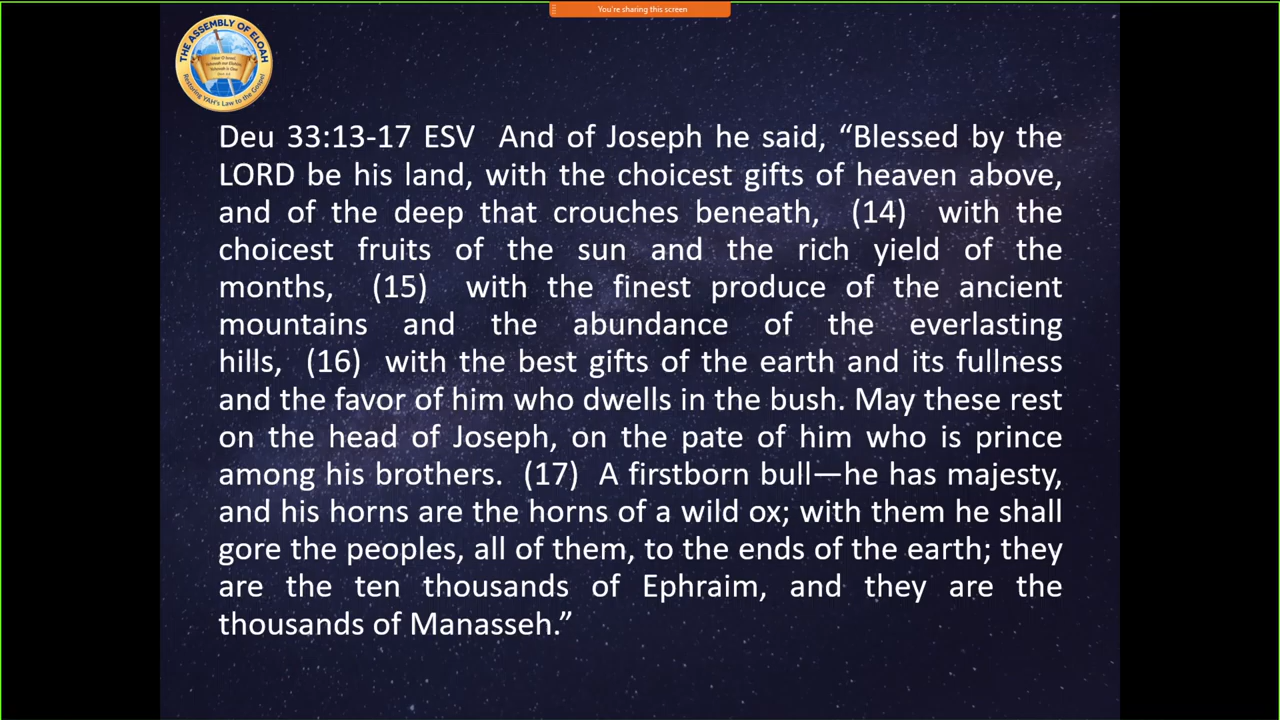 You're sharing this screen
THE ASSEMBLY OF ELOAH
Hear O Israel,
Yehovah our Elohim,
Yehovah is One
Restoring YAH's Law to the Gospel
Deu 33:13-17 ESV And of Joseph he said, “Blessed by the
LORD be his land, with the choicest gifts of heaven above,
and of the deep that crouches beneath, (14) with the
choicest fruits of the sun and the rich yield of the
months, (15) with the finest produce of the ancient
mountains and the abundance of the everlasting
hills, (16) with the best gifts of the earth and its fullness
and the favor of him who dwells in the bush. May these rest
on the head of Joseph, on the pate of him who is prince
among his brothers. (17) A firstborn bull—he has majesty,
and his horns are the horns of a wild ox; with them he shall
gore the peoples, all of them, to the ends of the earth; they
are the ten thousands of Ephraim, and they are the
thousands of Manasseh.”